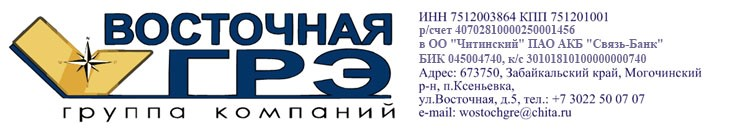 ВОСТОЧНАЯ
ГРЭ
группа компаний
ИНН 7512003864 КПП 751201001
р/счет 40702810000250001456
в ОО "Читинский" ПАО АКБ "Связь-Банк"
БИК 045004740, к/с 30101810100000000740
Адрес: 673750, Забайкальский край, Могочинский
р-н, п.Ксеньевка,
ул.Восточная, д.5, тел.: +7 3022 50 07 07
e-mail: wostochgre@chita.ru